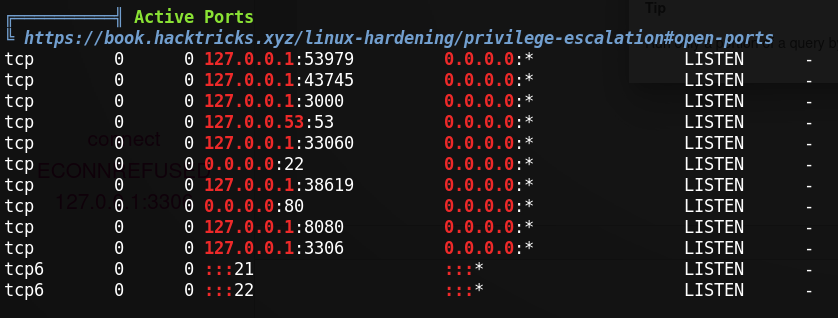 ╔══════════╣ Active Ports
╚ https://book.hacktricks.xyz/linux-hardening/privilege-escalation#open-ports
tcp 0 0 127.0.0.1:53979 0.0.0.0:* LISTEN -
tcp 0 0 127.0.0.1:43745 0.0.0.0:* LISTEN -
tcp 0 0 127.0.0.1:3000 0.0.0.0:* LISTEN -
tcp 0 0 127.0.0.53:53 0.0.0.0:* LISTEN -
tcp 0 0 127.0.0.1:33060 0.0.0.0:* LISTEN -
tcp 0 0 0.0.0.0:22 0.0.0.0:* LISTEN -
tcp 0 0 127.0.0.1:38619 0.0.0.0:* LISTEN -
tcp 0 0 0.0.0.0:80 0.0.0.0:* LISTEN -
tcp 0 0 127.0.0.1:8080 0.0.0.0:* LISTEN -
tcp 0 0 127.0.0.1:3306 0.0.0.0:* LISTEN -
tcp6 0 0 :::21 :::* LISTEN -
tcp6 0 0 :::22 :::* LISTEN -
Tip
of a query by
connect
ECONNREFUSED